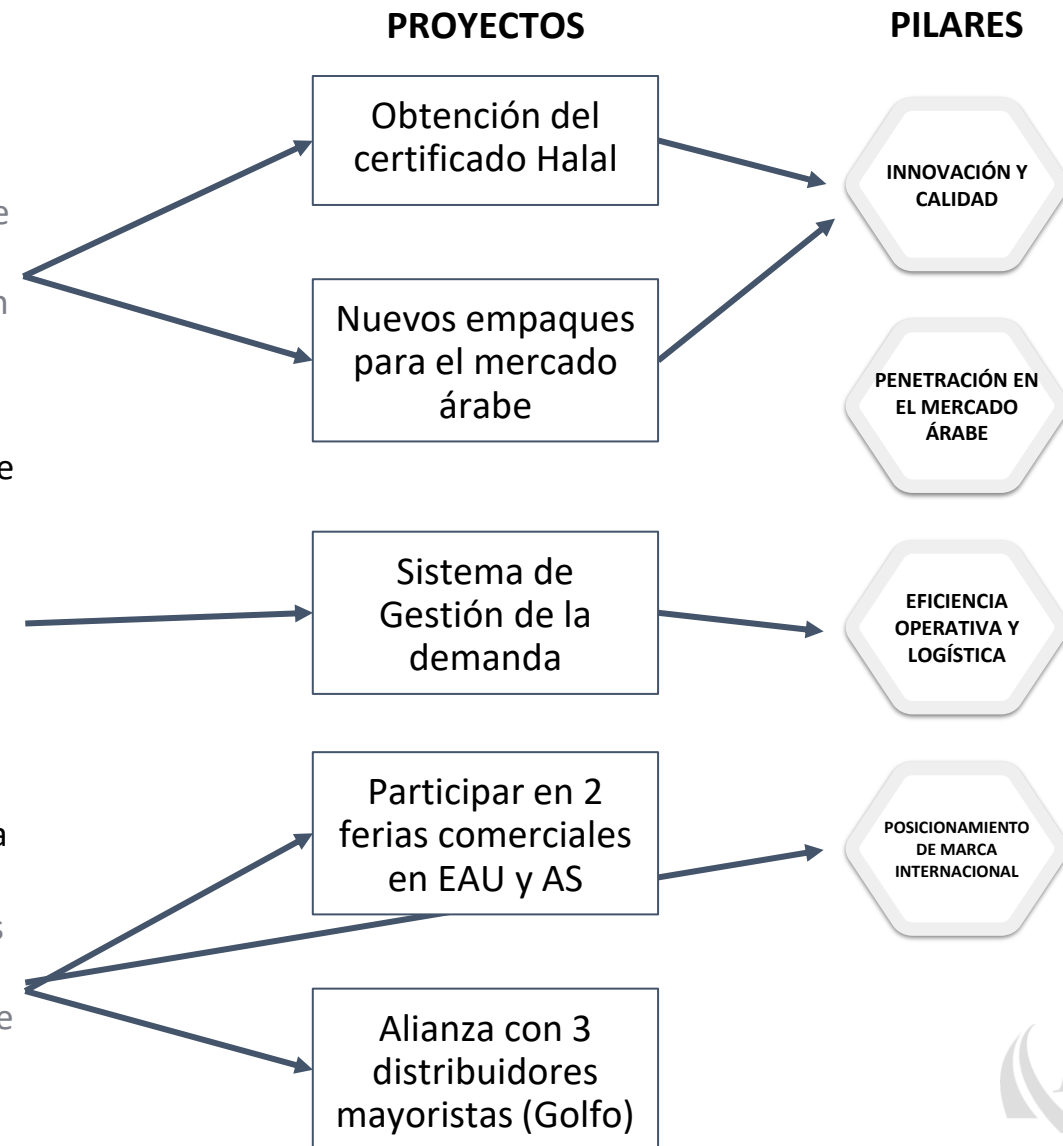 PROYECTOS
PILARES
Obtención del
certificado Halal
INNOVACIÓN Y
CALIDAD
Nuevos empaques
para el mercado
árabe
PENETRACIÓN EN
EL MERCADO
ÁRABE
Sistema de
Gestión de la
demanda
EFICIENCIA
OPERATIVA Y
LOGÍSTICA
Participar en 2
ferias comerciales
en EAU y AS
POSICIONAMIENTO
DE MARCA
INTERNACIONAL
Alianza con 3
distribuidores
mayoristas (Golfo)